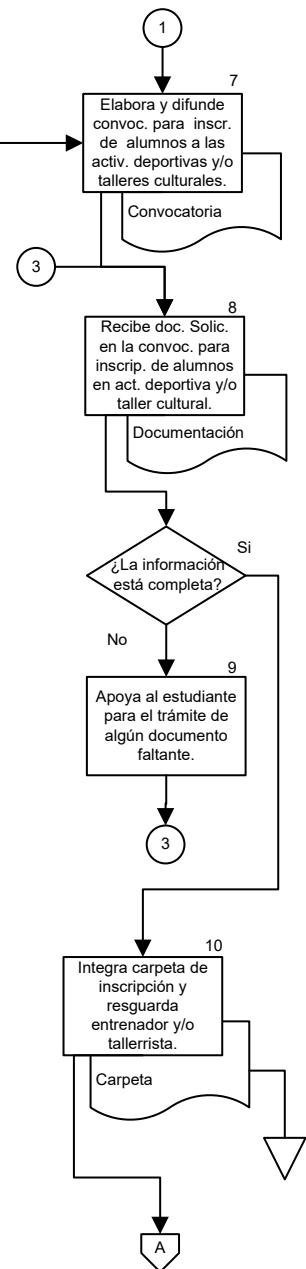 1
7
Elabora y difunde
convoc. para inscr.
de alumnos a las
activ. deportivas y/o
talleres culturales.
Convocatoria
3
8
Recibe doc. Solic.
en la convoc. para
inscrip. de alumnos
en act. deportiva y/o
taller cultural.
Documentación
¿La información
está completa?
Si
No
9
Apoya al estudiante
para el trámite de
algún documento
faltante.
3
10
Integra carpeta de
inscripción y
resguarda
entrenador y/o
tallerrista.
Carpeta
A